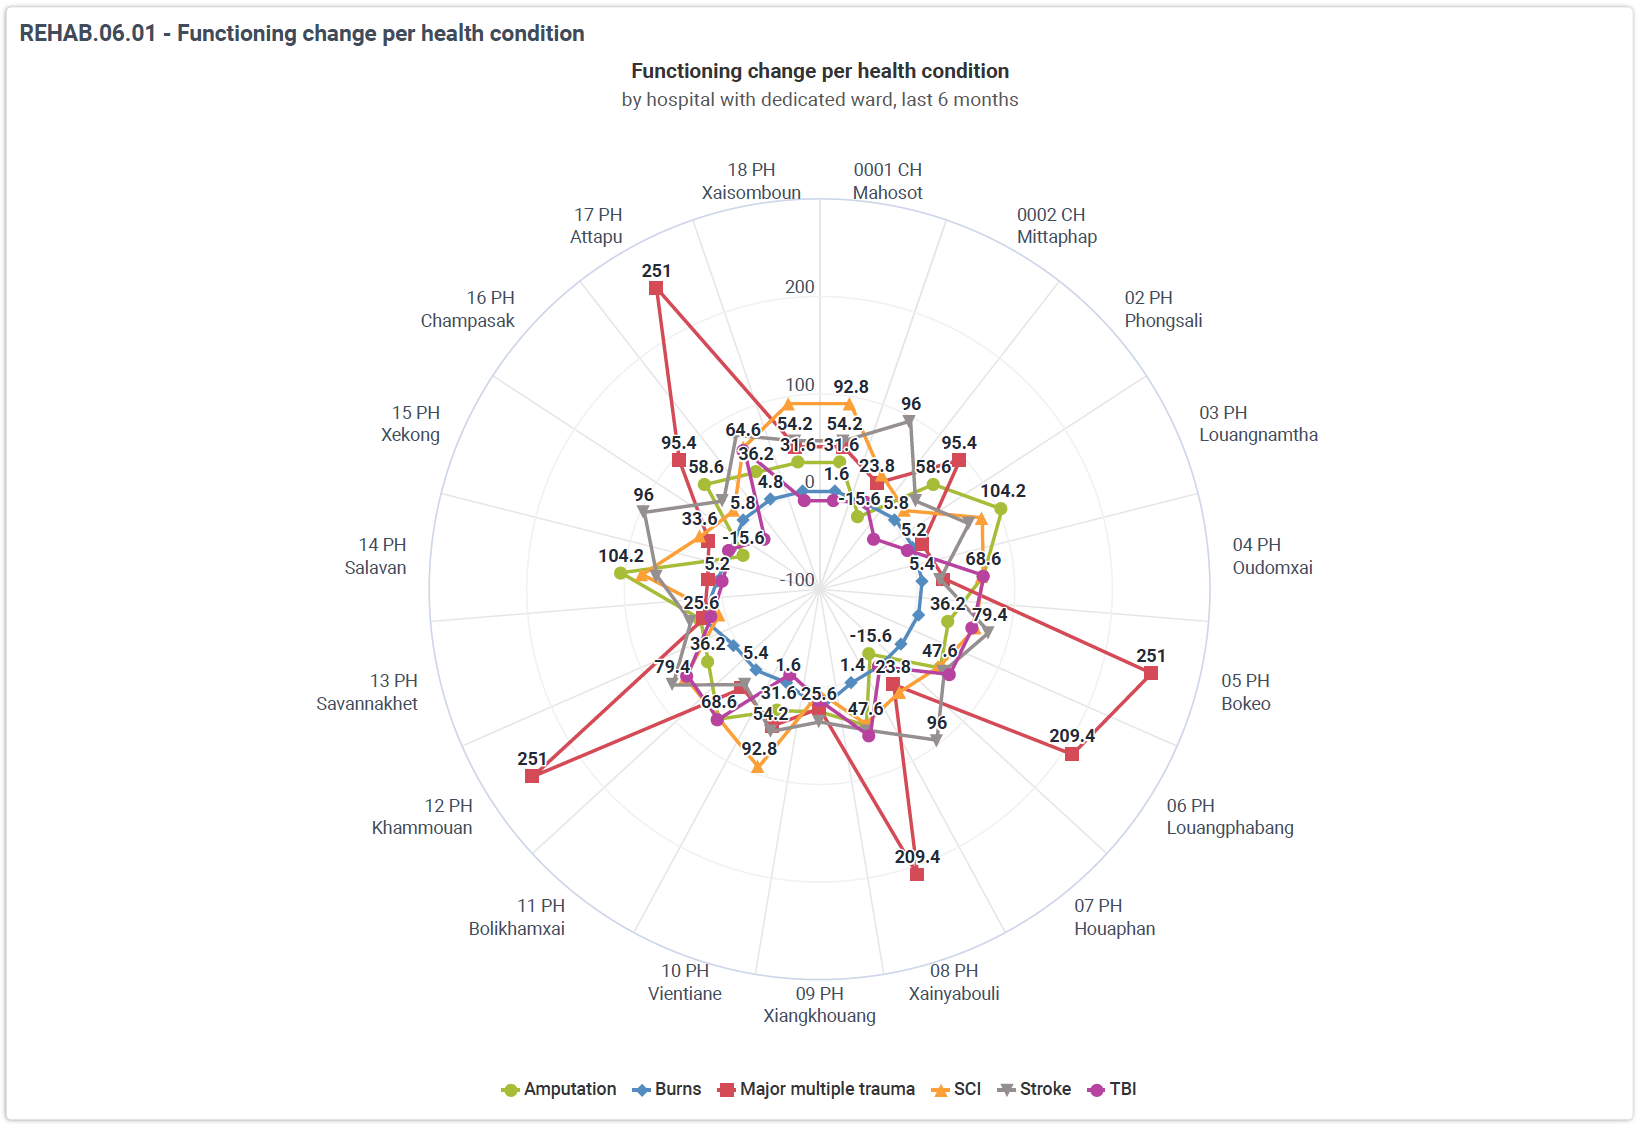 REHAB.06.01 - Functioning change per health condition
Functioning change per health condition
by hospital with dedicated ward, last 6 months
18 PH
Xaisomboun
0001 CH
Mahosot
17 PH
Attapu
0002 CH
Mittaphap
16 PH
Champasak
02 PH
Phongsali
15 PH
Xekong
03 PH
Louangnamtha
14 PH
Salavan
04 PH
Oudomxai
13 PH
Savannakhet
05 PH
Bokeo
12 PH
Khammouan
06 PH
Louangphabang
11 PH
Bolikhamxai
07 PH
Houaphan
10 PH
Vientiane
09 PH
Xiangkhouang
08 PH
Xainyabouli
200
100
0
-100
251
92.8
96
95.4
64.6
54.2
54.2
95.4
31.6
31.6
36.2
58.6
23.8
58.6
4.8
1.6
104.2
96
5.8
-15.6
5.8
33.6
-15.6
5.2
104.2
5.2
5.4
68.6
25.6
36.2
79.4
36.2
-15.6
47.6
79.4
5.4
1.6
1.4
23.8
251
68.6
31.6
25.6
54.2
47.6
96
209.4
92.8
251
209.4
Amputation
Burns
Major multiple trauma
SCI
Stroke
TBI